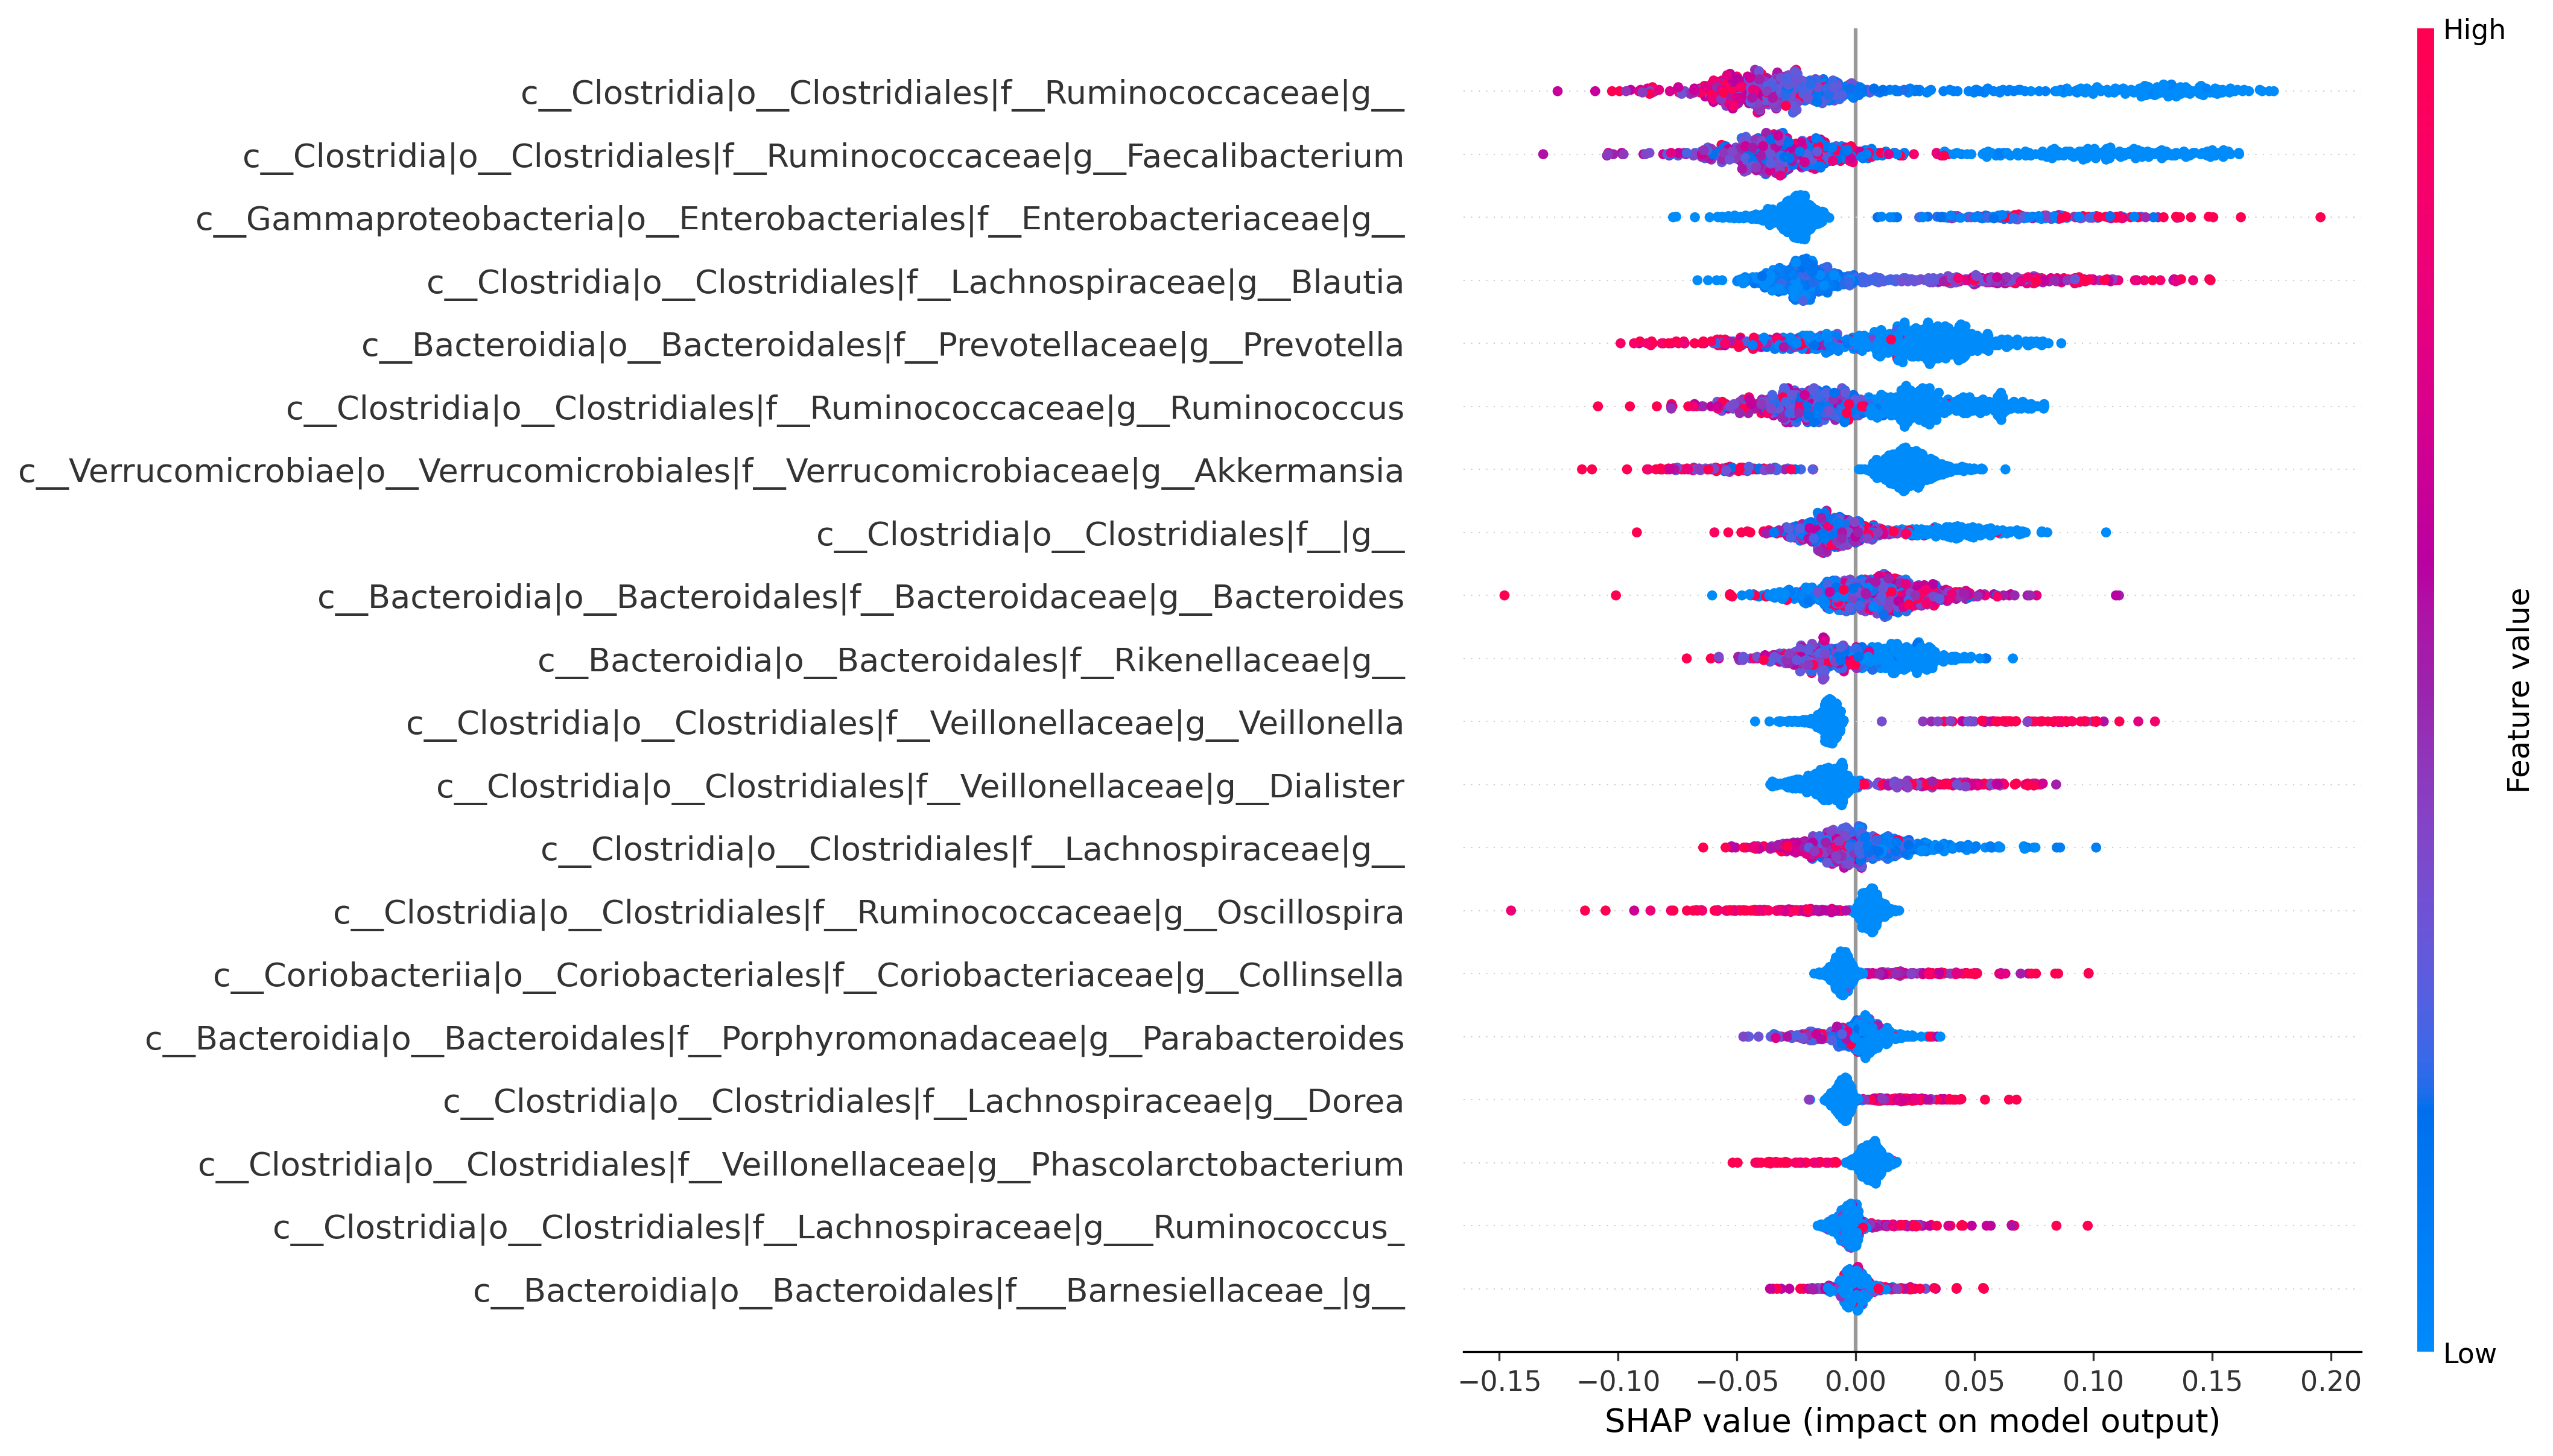 High
c__Clostridia|o__Clostridiales|f__Ruminococcaceae|g__
c__Clostridia|o__Clostridiales|f__Ruminococcaceae|g__Faecalibacterium
c__Gammaproteobacteria|o__Enterobacteriales|f__Enterobacteriaceae|g__
c__Clostridia|o__Clostridiales|f__Lachnospiraceae|g__Blautia
c__Bacteroidia|o__Bacteroidales|f__Prevotellaceae|g__Prevotella
c__Clostridia|o__Clostridiales|f__Ruminococcaceae|g__Ruminococcus
c__Verrucomicrobiae|o__Verrucomicrobiales|f__Verrucomicrobiaceae|g__Akkermansia
c__Clostridia|o__Clostridiales|f__|g__
c__Bacteroidia|o__Bacteroidales|f__Bacteroidaceae|g__Bacteroides
c__Bacteroidia|o__Bacteroidales|f__Rikenellaceae|g__
c__Clostridia|o__Clostridiales|f__Veillonellaceae|g__Veillonella
c__Clostridia|o__Clostridiales|f__Veillonellaceae|g__Dialister
c__Clostridia|o__Clostridiales|f__Lachnospiraceae|g__
c__Clostridia|o__Clostridiales|f__Ruminococcaceae|g__Oscillospira
c__Coriobacteriia|o__Coriobacteriales|f__Coriobacteriaceae|g__Collinsella
c__Bacteroidia|o__Bacteroidales|f__Porphyromonadaceae|g__Parabacteroides
c__Clostridia|o__Clostridiales|f__Lachnospiraceae|g__Dorea
c__Clostridia|o__Clostridiales|f__Veillonellaceae|g__Phascolarctobacterium
c__Clostridia|o__Clostridiales|f__Lachnospiraceae|g___Ruminococcus_
c__Bacteroidia|o__Bacteroidales|f___Barnesiellaceae_|g__
Feature value
Low
−0.15 −0.10 −0.05 0.00 0.05 0.10 0.15 0.20
SHAP value (impact on model output)